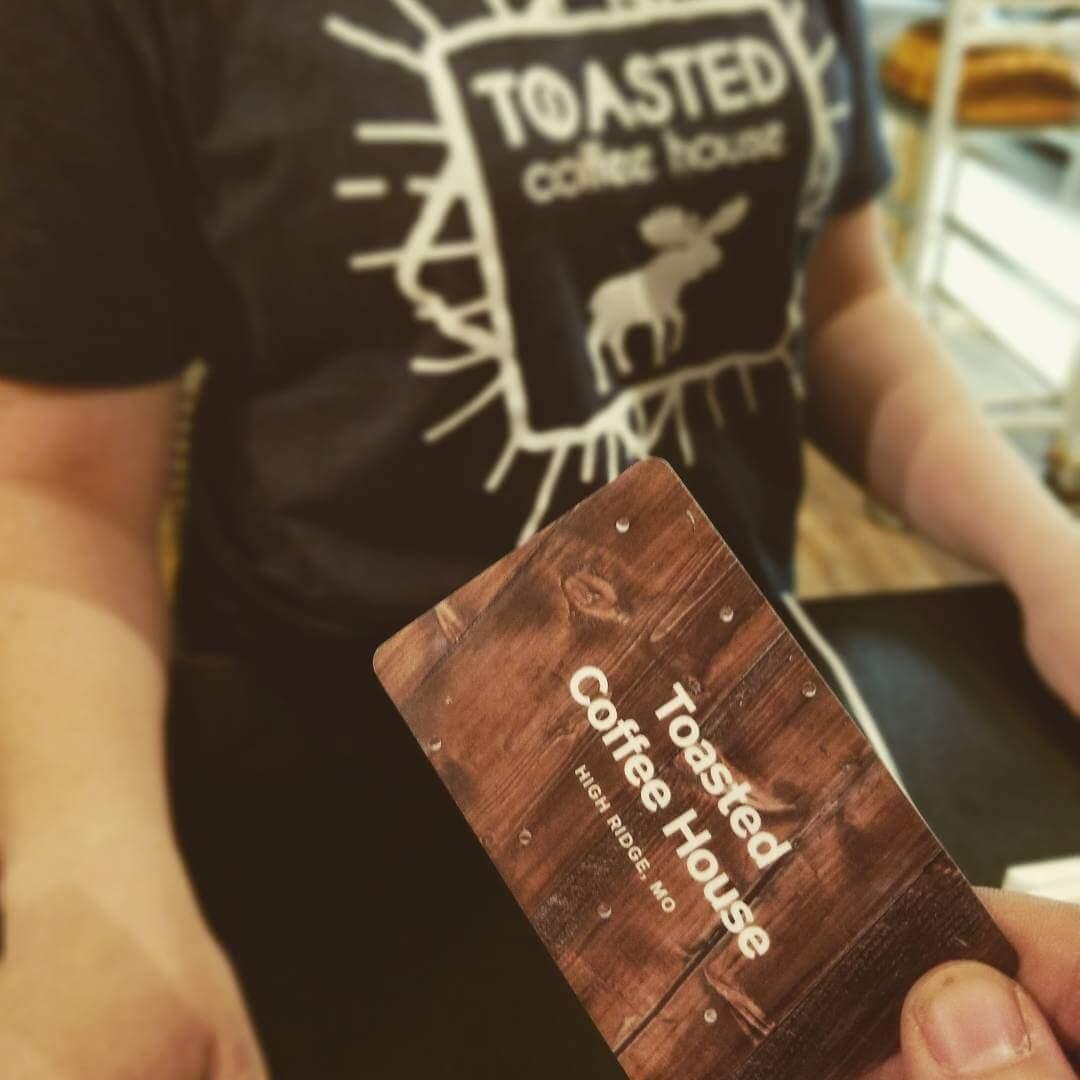 TOASTED
coffee house
Toasted
Coffee House
HIGH RIDGE, MO